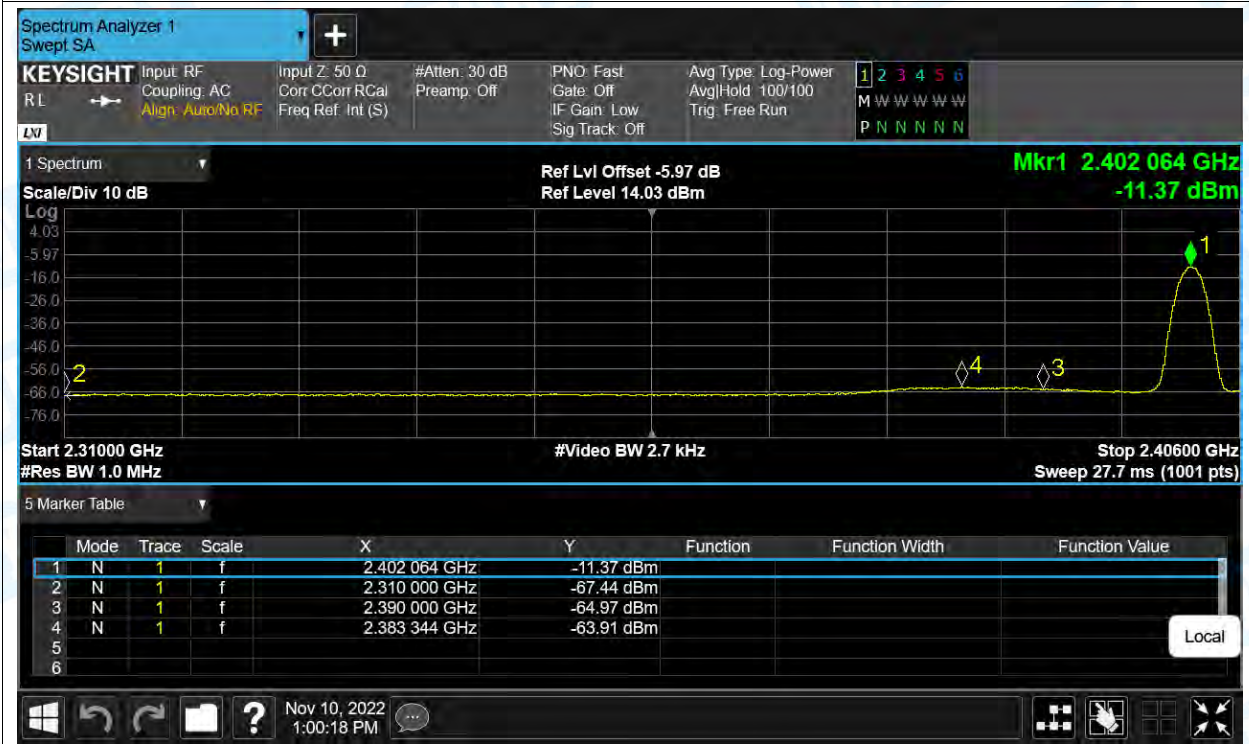 Spectrum Analyzer 1
Swept SA
KEYSIGHT Input: RF Input Z: 50 Ω #Atten: 30 dB PNO: Fast Avg Type: Log-Power 1 2 3 4 5 6
R L Coupling: AC Corr CCorr RCal Preamp: Off Gate: Off Avg|Hold: 100/100 M W W W W W W
Align: Auto/No RF Freq Ref: Int (S) IF Gain: Low Trig: Free Run
LXI Sig Track: Off P N N N N N N
1 Spectrum Ref Lvl Offset -5.97 dB Mkr1 2.402 064 GHz
Scale/Div 10 dB Ref Level 14.03 dBm -11.37 dBm
Log
4.03
-5.97 1
-16.0
-26.0
-36.0
-46.0
-56.0 2 4 3
-66.0
-76.0
Start 2.31000 GHz #Video BW 2.7 kHz Stop 2.40600 GHz
#Res BW 1.0 MHz Sweep 27.7 ms (1001 pts)
5 Marker Table
Mode Trace Scale X Y Function Function Width Function Value
1 N 1 f 2.402 064 GHz -11.37 dBm
2 N 1 f 2.310 000 GHz -67.44 dBm
3 N 1 f 2.390 000 GHz -64.97 dBm
4 N 1 f 2.383 344 GHz -63.91 dBm
5
6
Local
? Nov 10, 2022
1:00:18 PM